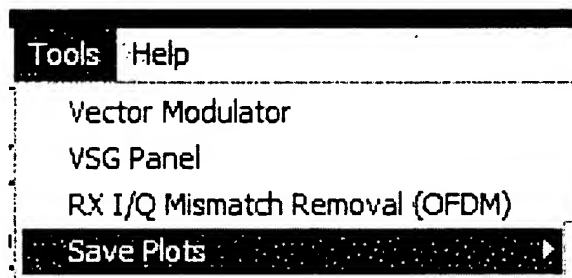 Tools Help
Vector Modulator
VSG Panel
RX I/Q Mismatch Removal (OFDM)
Save Plots